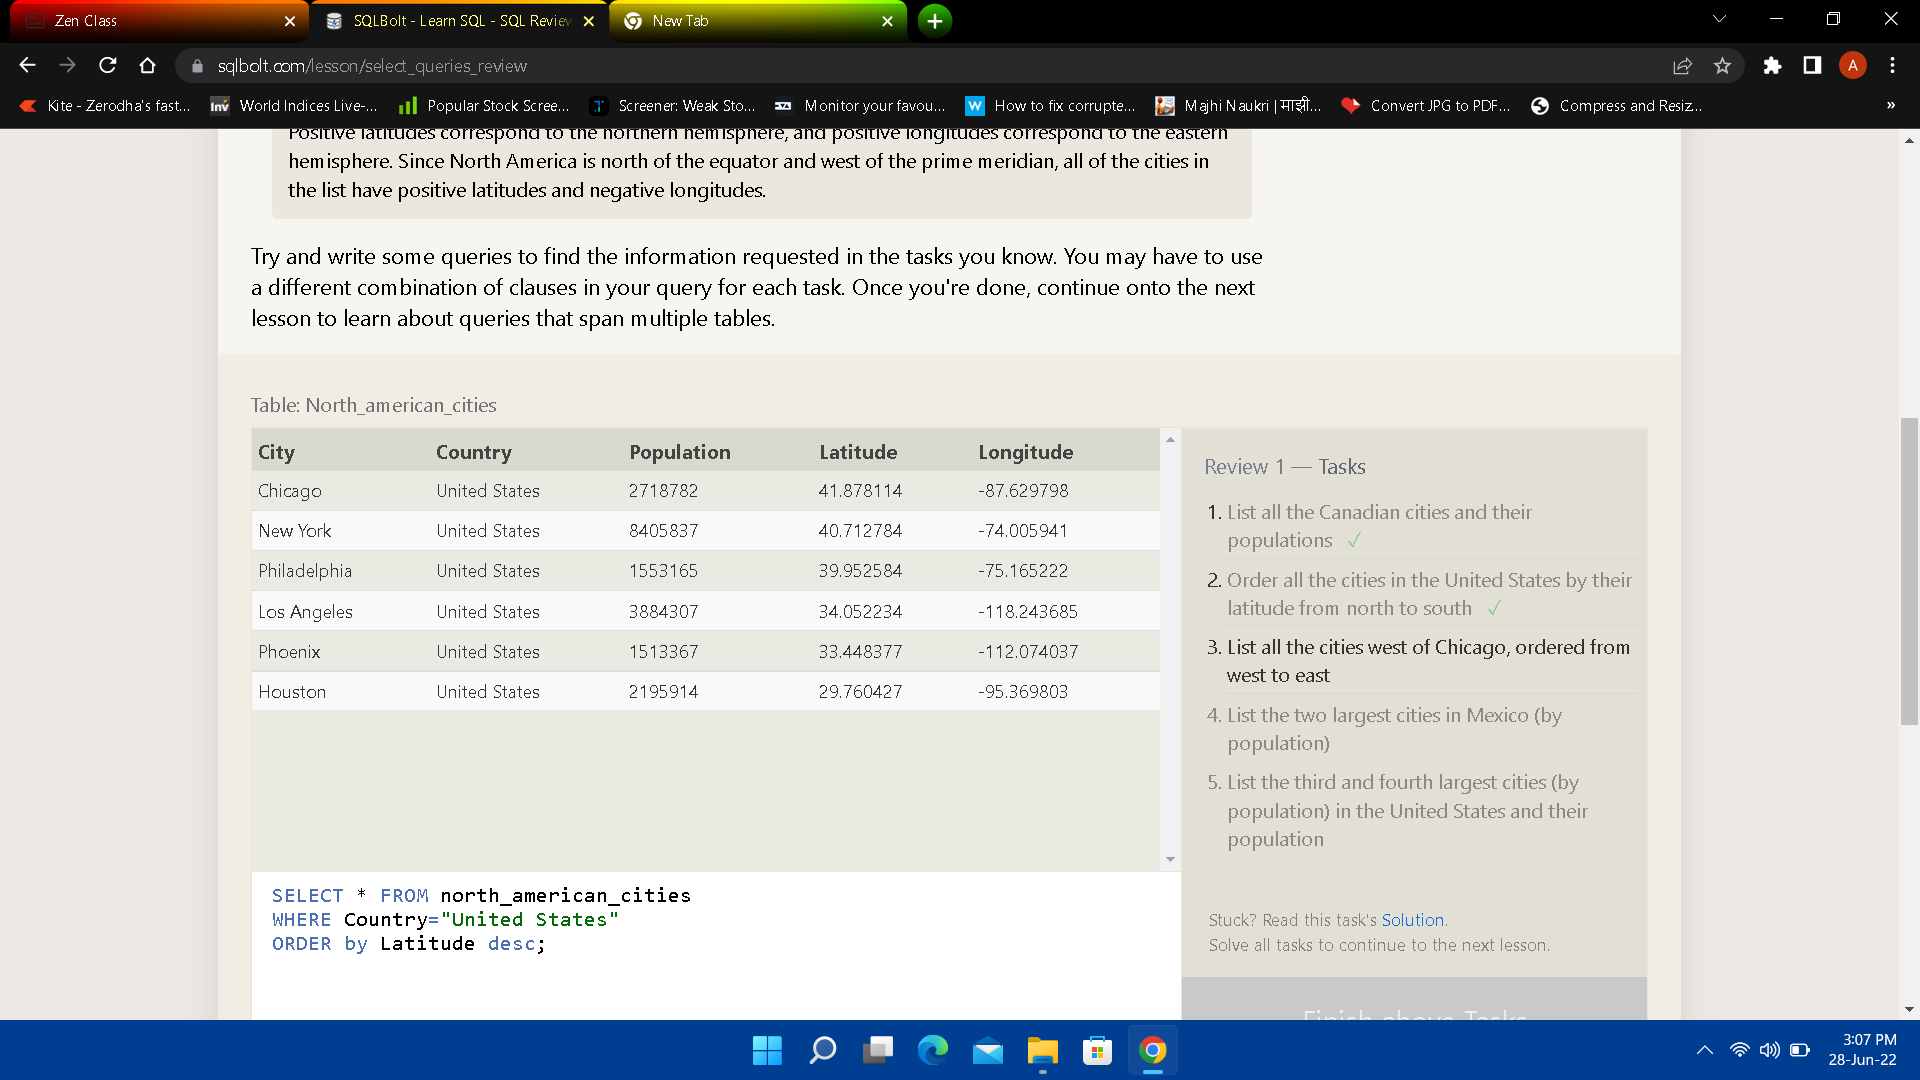 Zen Class
SQLBolt - Learn SQL - SQL Review
New Tab
sqlbolt.com/lesson/select_queries_review
A
Kite - Zerodha's fast...
Inv World Indices Live-...
Popular Stock Scree...
Screener: Weak Sto...
Monitor your favou...
W How to fix corrupte...
Majhi Naukri | माझी...
Convert JPG to PDF...
Compress and Resiz...
»
Positive latitudes correspond to the northern hemisphere, and positive longitudes correspond to the eastern
hemisphere. Since North America is north of the equator and west of the prime meridian, all of the cities in
the list have positive latitudes and negative longitudes.
Try and write some queries to find the information requested in the tasks you know. You may have to use
a different combination of clauses in your query for each task. Once you're done, continue onto the next
lesson to learn about queries that span multiple tables.
Table: North_american_cities
City Country Population Latitude Longitude
Chicago United States 2718782 41.878114 -87.629798
New York United States 8405837 40.712784 -74.005941
Philadelphia United States 1553165 39.952584 -75.165222
Los Angeles United States 3884307 34.052234 -118.243685
Phoenix United States 1513367 33.448377 -112.074037
Houston United States 2195914 29.760427 -95.369803
SELECT * FROM north_american_cities
WHERE Country="United States"
ORDER by Latitude desc;
Review 1 — Tasks
1. List all the Canadian cities and their
populations ✓
2. Order all the cities in the United States by their
latitude from north to south ✓
3. List all the cities west of Chicago, ordered from
west to east
4. List the two largest cities in Mexico (by
population)
5. List the third and fourth largest cities (by
population) in the United States and their
population
Stuck? Read this task's Solution.
Solve all tasks to continue to the next lesson.
Finish above Tasks
3:07 PM
28-Jun-22